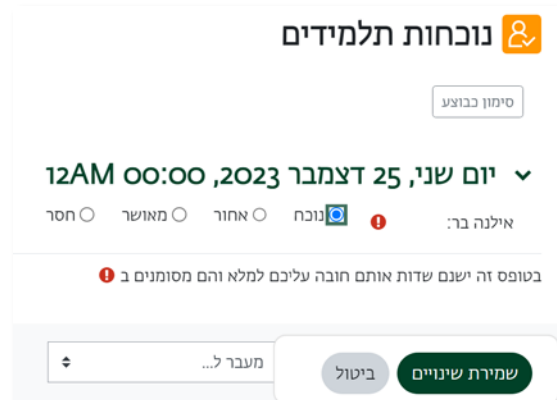 נוכחות תלמידים
סימון כבוצע
יום שני, 25 דצמבר 2023, 00:00 12AM
אילנה בר: נוכח אחור מאושר חסר
בטופס זה ישנם שדות אותם חובה עליכם למלא והם מסומנים ב
שמירת שינויים ביטול מעבר ל...